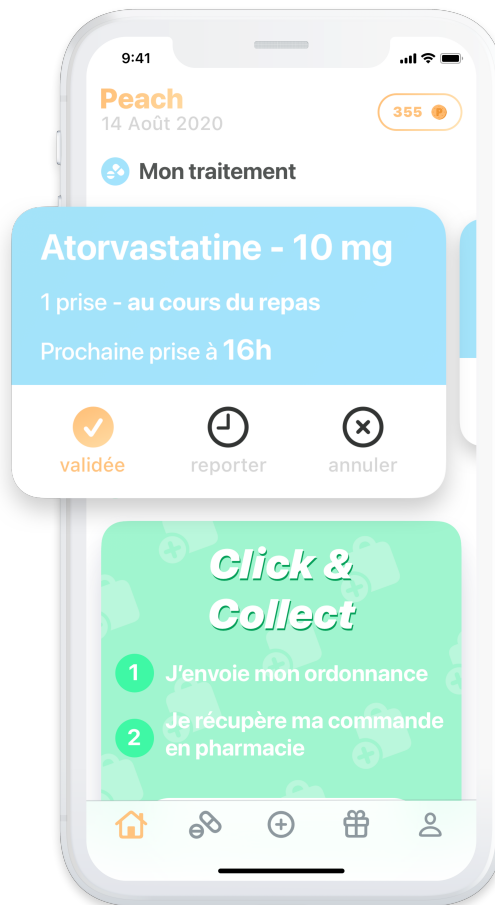 9:41
Peach
14 Août 2020
355 P
Mon traitement
Atorvastatine - 10 mg
1 prise - au cours du repas
Prochaine prise à 16h
validée reporter annuler
Click &
Collect
1 J'envoie mon ordonnance
2 Je récupère ma commande
en pharmacie